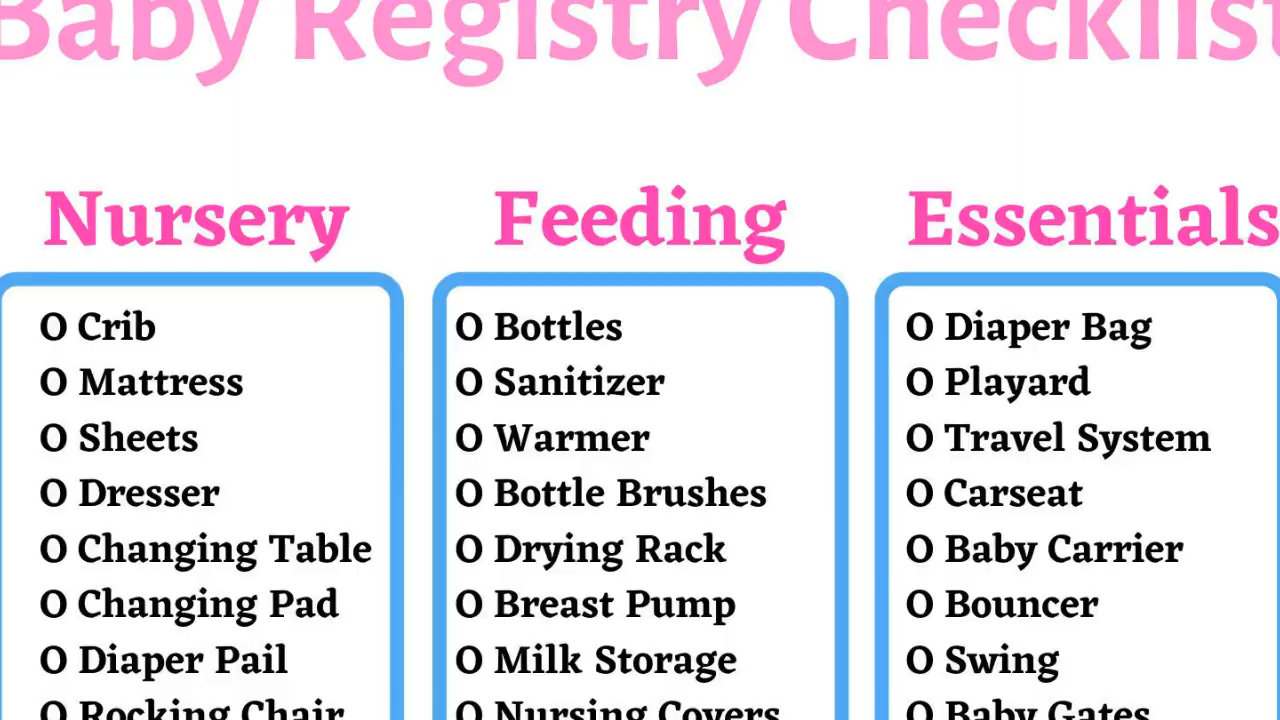 Baby Registry Checklist
Nursery
O Crib
O Mattress
O Sheets
O Dresser
O Changing Table
O Changing Pad
O Diaper Pail
O Rocking Chair
Feeding
O Bottles
O Sanitizer
O Warmer
O Bottle Brushes
O Drying Rack
O Breast Pump
O Milk Storage
O Nursing Covers
Essentials
O Diaper Bag
O Playard
O Travel System
O Carseat
O Baby Carrier
O Bouncer
O Swing
O Baby Gates